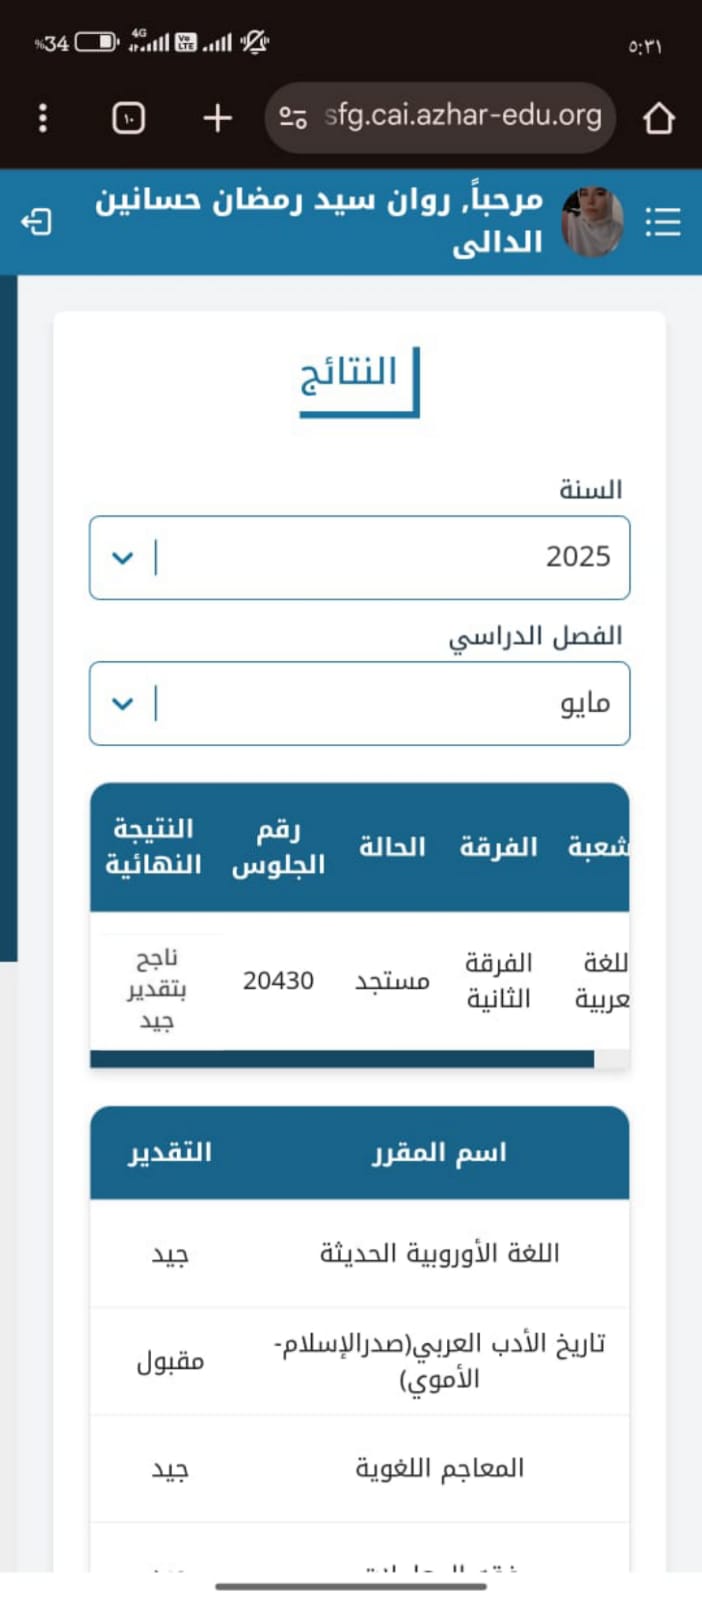 %34 4G Vo LTE ٥:٣١
١٠ + sfg.cai.azhar-edu.org
مرحباً, روان سيد رمضان حسانين
الدالى
النتائج
السنة
2025
الفصل الدراسي
مايو
شعبة الفرقة الحالة رقم الجلوس النتيجة النهائية
للغة عربية الفرقة الثانية مستجد 20430 ناجح بتقدير جيد
اسم المقرر التقدير
اللغة الأوروبية الحديثة جيد
تاريخ الأدب العربي(صدرالإسلام-
الأموي) مقبول
المعاجم اللغوية جيد